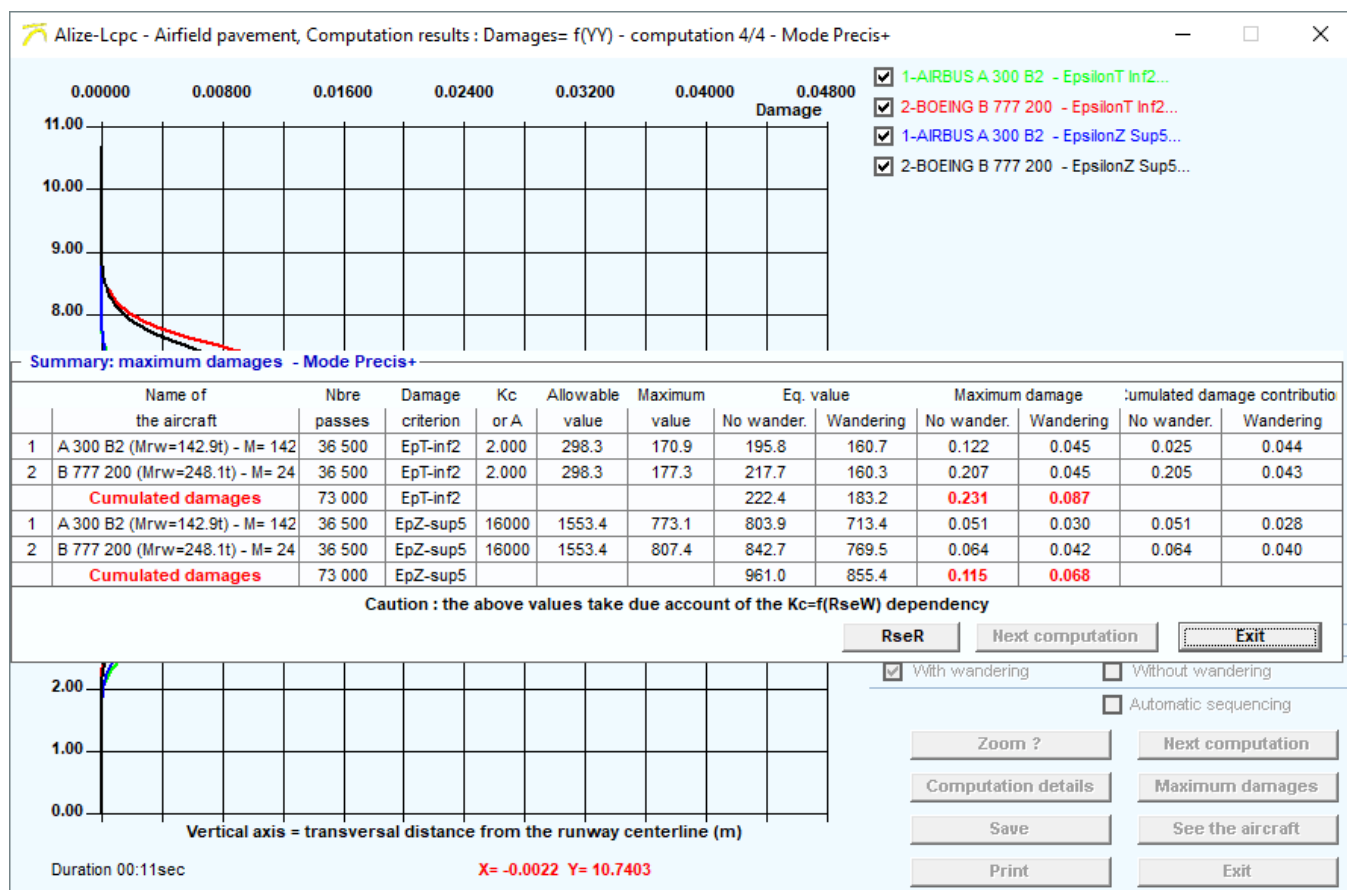 Alize-Lcpc - Airfield pavement, Computation results : Damages= f(YY) - computation 4/4 - Mode Precis+
0.00000 0.00800 0.01600 0.02400 0.03200 0.04000 0.04800
Damage
1-AIRBUS A 300 B2 - EpsilonT Inf2...
2-BOEING B 777 200 - EpsilonT Inf2...
1-AIRBUS A 300 B2 - EpsilonZ Sup5...
2-BOEING B 777 200 - EpsilonZ Sup5...
11.00
10.00
9.00
8.00
Summary: maximum damages - Mode Precis+
Name of Nbre Damage Kc Allowable Maximum Eq. value Maximum damage :umulated damage contributio
the aircraft passes criterion or A value value No wander. Wandering No wander. Wandering No wander. Wandering
1 A 300 B2 (Mrw=142.9t) - M= 142 36 500 EpT-inf2 2.000 298.3 170.9 195.8 160.7 0.122 0.045 0.025 0.044
2 B 777 200 (Mrw=248.1t) - M= 24 36 500 EpT-inf2 2.000 298.3 177.3 217.7 160.3 0.207 0.045 0.205 0.043
Cumulated damages 73 000 EpT-inf2 222.4 183.2 0.231 0.087
1 A 300 B2 (Mrw=142.9t) - M= 142 36 500 EpZ-sup5 16000 1553.4 773.1 803.9 713.4 0.051 0.030 0.051 0.028
2 B 777 200 (Mrw=248.1t) - M= 24 36 500 EpZ-sup5 16000 1553.4 807.4 842.7 769.5 0.064 0.042 0.064 0.040
Cumulated damages 73 000 EpZ-sup5 961.0 855.4 0.115 0.068
Caution : the above values take due account of the Kc=f(RseW) dependency
RseR Next computation Exit
With wandering Without wandering
2.00
Automatic sequencing
1.00
Zoom ? Next computation
Computation details Maximum damages
0.00
Vertical axis = transversal distance from the runway centerline (m)
Save See the aircraft
Duration 00:11sec X= -0.0022 Y= 10.7403
Print Exit